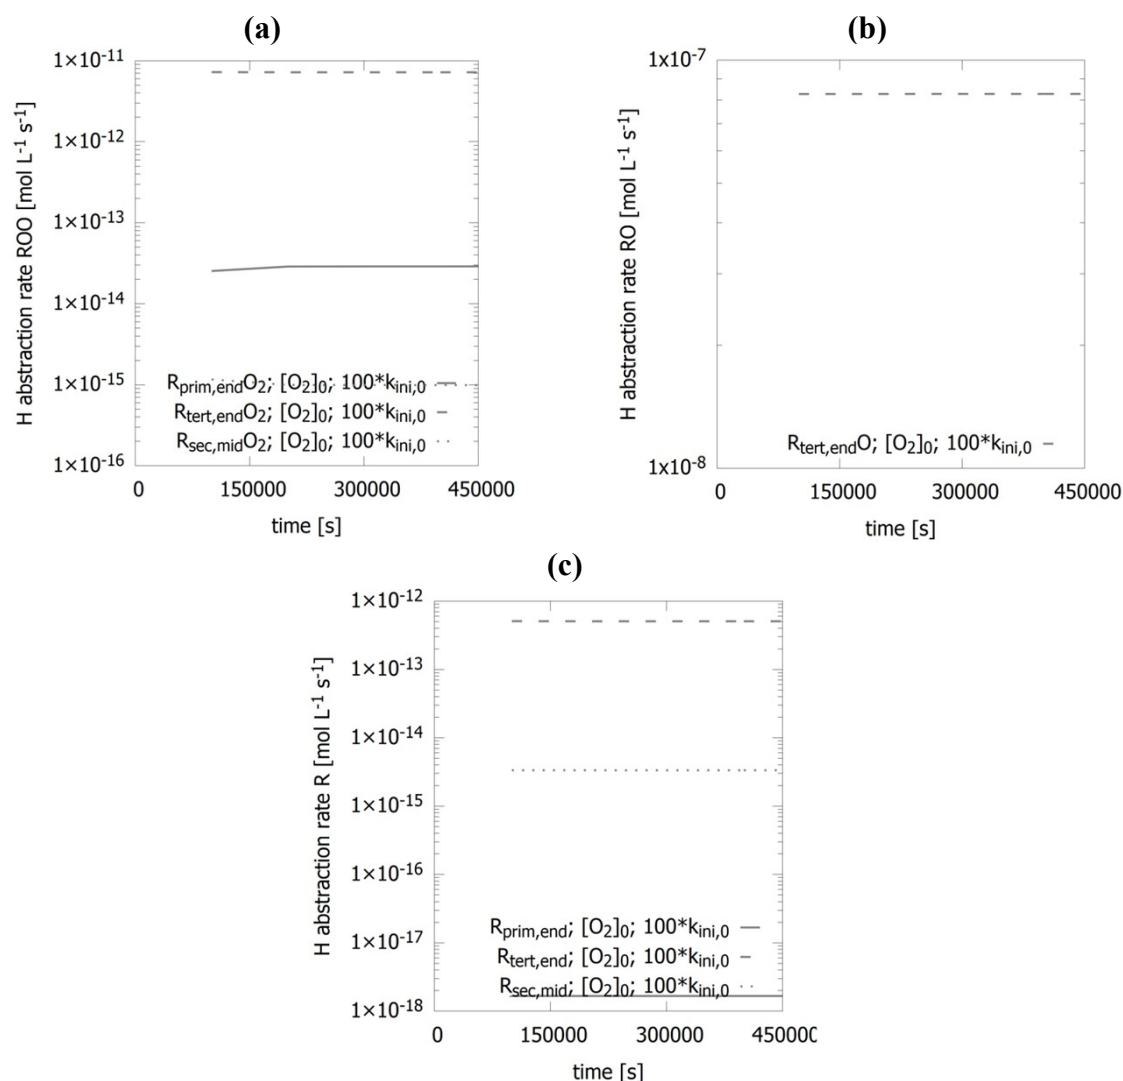 (a)
H abstraction rate ROO [mol L⁻¹ s⁻¹]
1×10⁻¹¹
1×10⁻¹²
1×10⁻¹³
1×10⁻¹⁴
1×10⁻¹⁵
1×10⁻¹⁶
R_prim,endO₂; [O₂]₀; 100*k_ini,0
R_tert,endO₂; [O₂]₀; 100*k_ini,0
R_sec,midO₂; [O₂]₀; 100*k_ini,0
0 150000 300000 450000
time [s]
(b)
H abstraction rate RO [mol L⁻¹ s⁻¹]
1x10⁻⁷
1x10⁻⁸
R_tert,endO; [O₂]₀; 100*k_ini,0
0 150000 300000 450000
time [s]
(c)
H abstraction rate R [mol L⁻¹ s⁻¹]
1×10⁻¹²
1×10⁻¹³
1×10⁻¹⁴
1×10⁻¹⁵
1×10⁻¹⁶
1×10⁻¹⁷
1×10⁻¹⁸
R_prim,end; [O₂]₀; 100*k_ini,0
R_tert,end; [O₂]₀; 100*k_ini,0
R_sec,mid; [O₂]₀; 100*k_ini,0
0 150000 300000 450000
time [s]